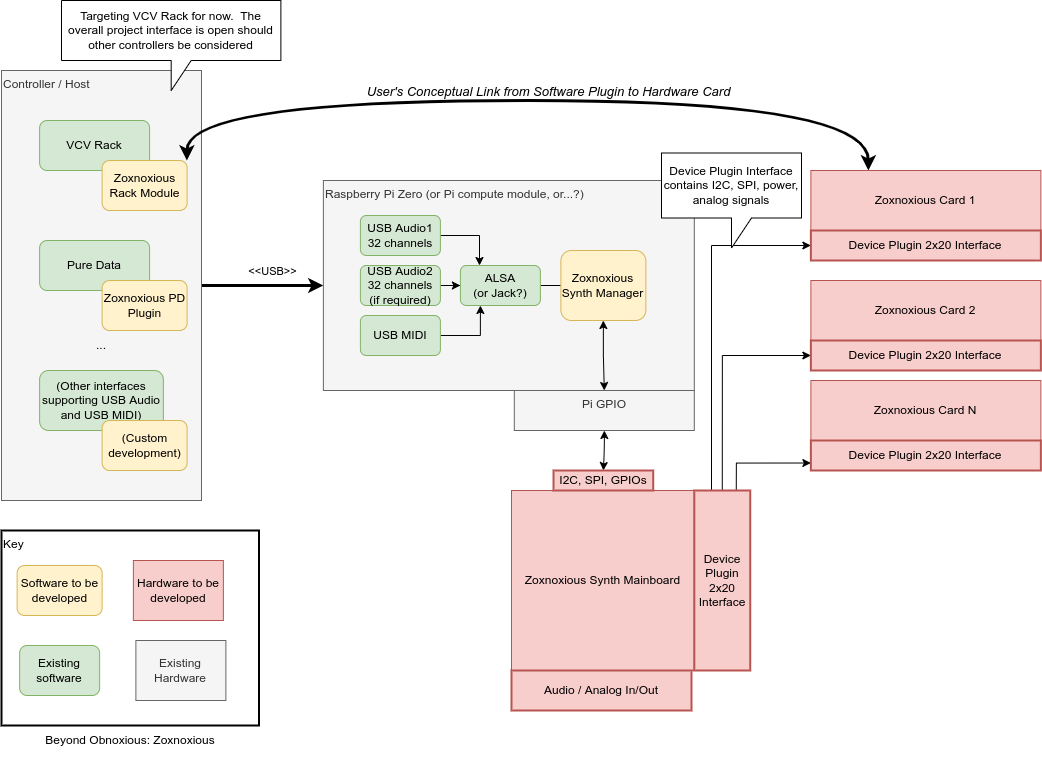 Targeting VCV Rack for now. The
overall project interface is open should
other controllers be considered
Controller / Host
VCV Rack
Zoxnoxious
Rack Module
Pure Data
Zoxnoxious PD
Plugin
...
(Other interfaces
supporting USB Audio
and USB MIDI)
(Custom
development)
<<USB>>
User's Conceptual Link from Software Plugin to Hardware Card
Raspberry Pi Zero (or Pi compute module, or...?)
USB Audio1
32 channels
USB Audio2
32 channels
(if required)
USB MIDI
ALSA
(or Jack?)
Zoxnoxious
Synth Manager
Pi GPIO
Device Plugin Interface
contains I2C, SPI, power,
analog signals
Zoxnoxious Card 1
Device Plugin 2x20 Interface
Zoxnoxious Card 2
Device Plugin 2x20 Interface
Zoxnoxious Card N
Device Plugin 2x20 Interface
I2C, SPI, GPIOs
Zoxnoxious Synth Mainboard
Device
Plugin
2x20
Interface
Audio / Analog In/Out
Key
Software to be
developed
Hardware to be
developed
Existing
software
Existing
Hardware
Beyond Obnoxious: Zoxnoxious